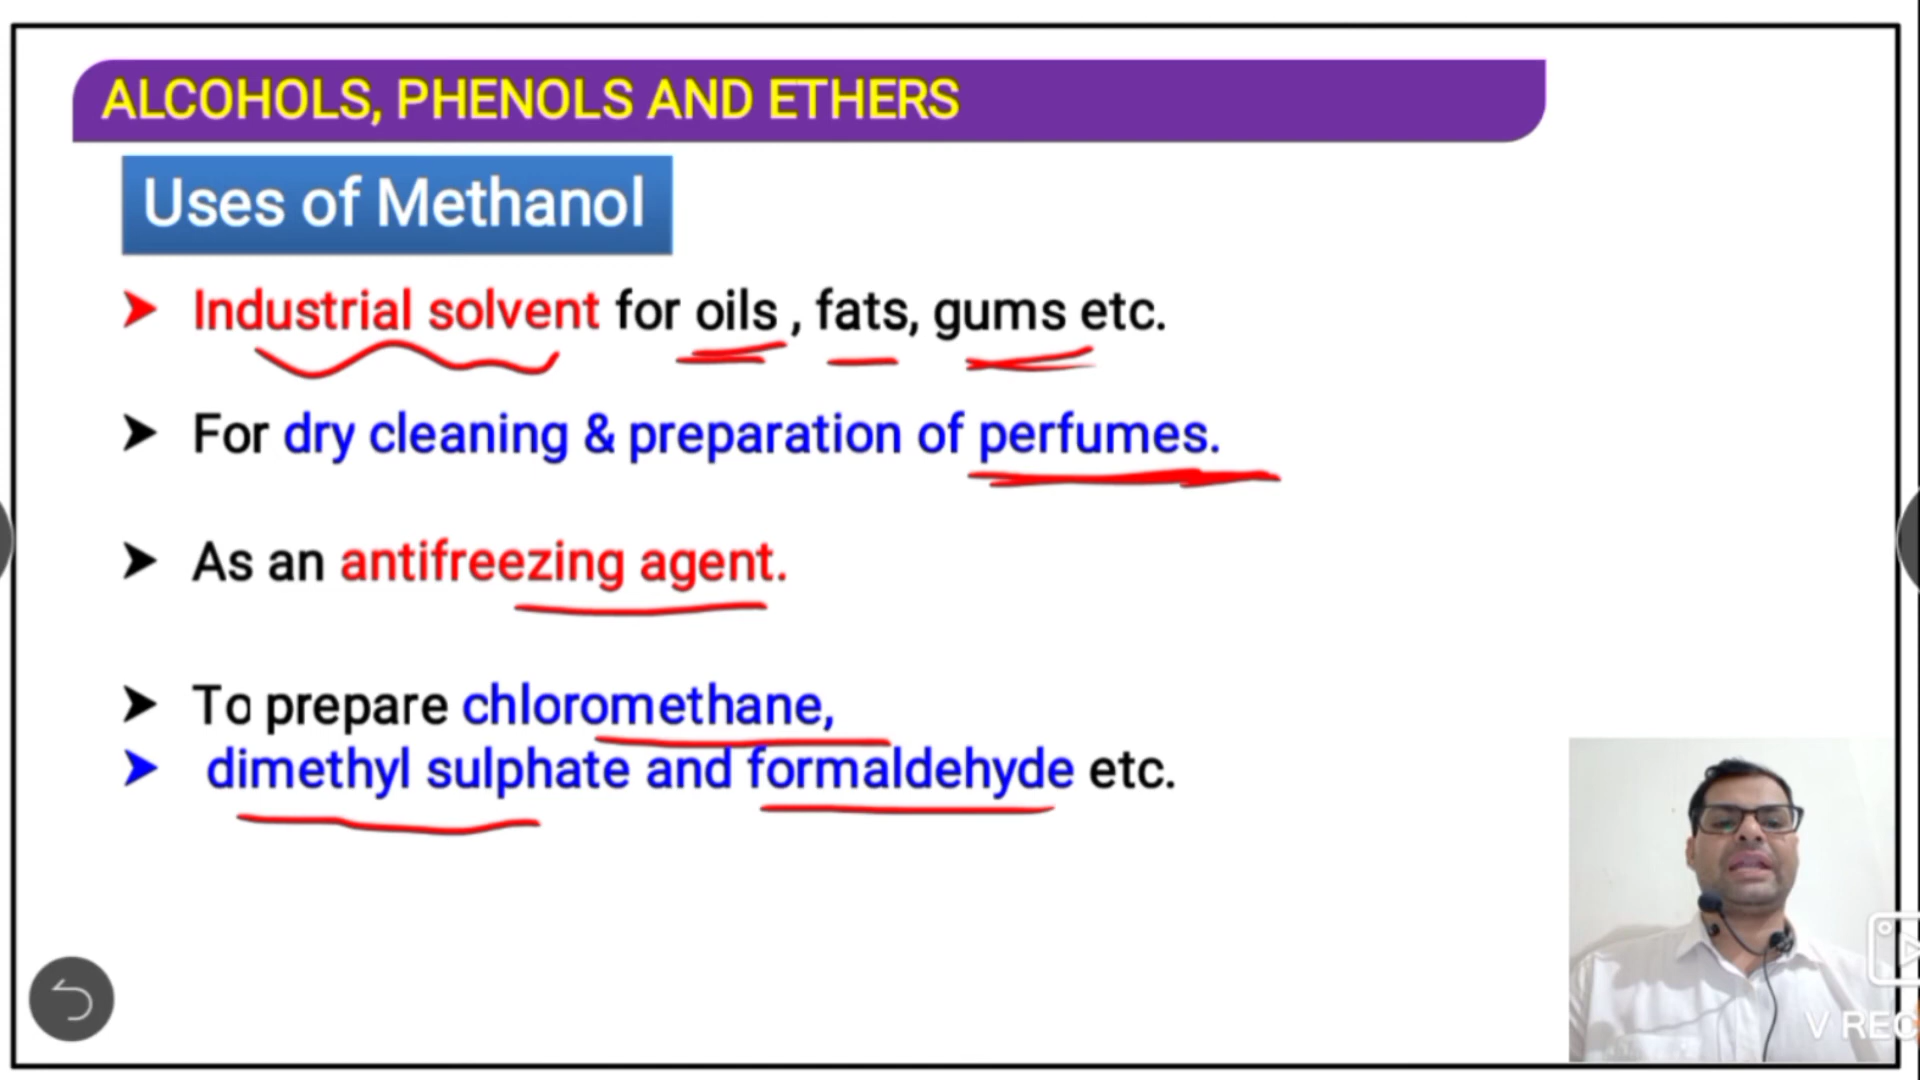 ALCOHOLS, PHENOLS AND ETHERS
Uses of Methanol
➤ Industrial solvent for oils , fats, gums etc.
➤ For dry cleaning & preparation of perfumes.
➤ As an antifreezing agent.
➤ To prepare chloromethane,
➤ dimethyl sulphate and formaldehyde etc.
V REC